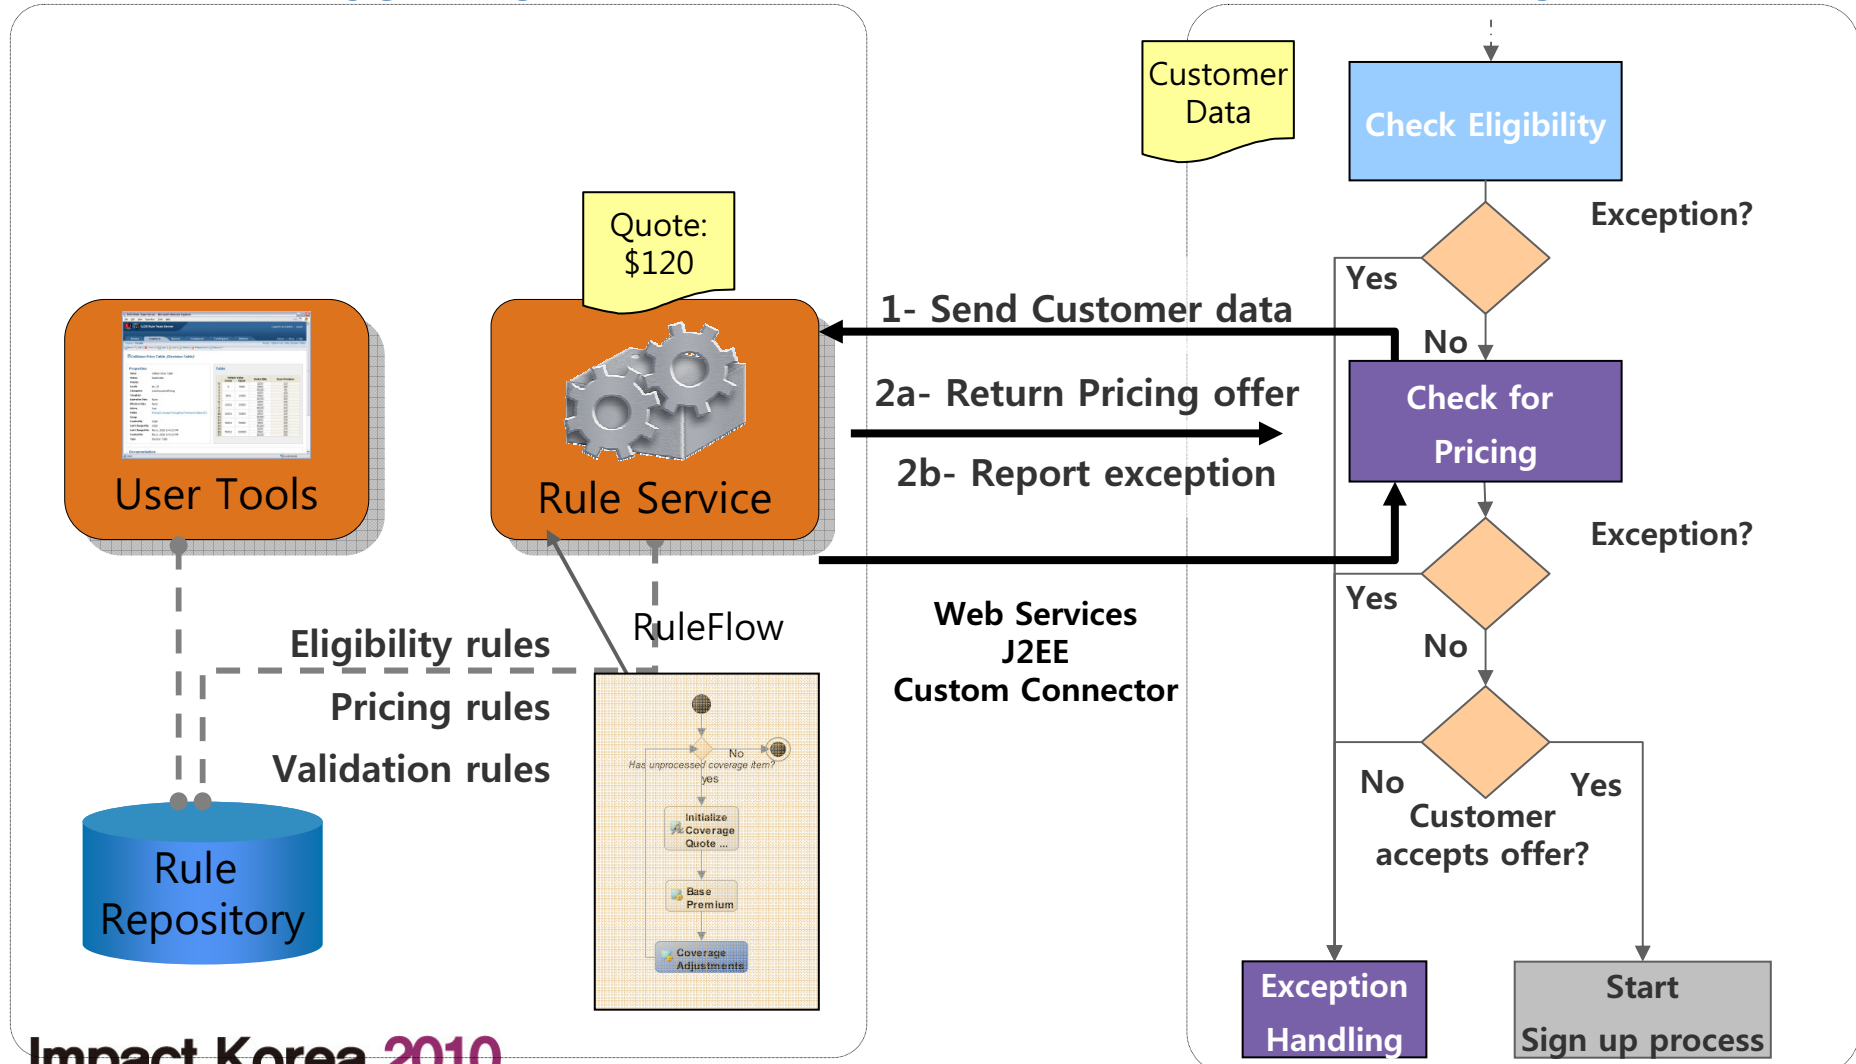 Customer
Data
Check Eligibility
Exception?
Yes
No
Quote:
$120
1- Send Customer data
2a- Return Pricing offer
2b- Report exception
Check for
Pricing
User Tools
Rule Service
Exception?
Yes
No
RuleFlow
Web Services
J2EE
Custom Connector
Eligibility rules
Pricing rules
Validation rules
No
Has unprocessed coverage item?
yes
Initialize
Coverage
Quote ...
Base
Premium
Coverage
Adjustments
Rule
Repository
No
Yes
Customer
accepts offer?
Exception
Handling
Start
Sign up process
Impact Korea 2010